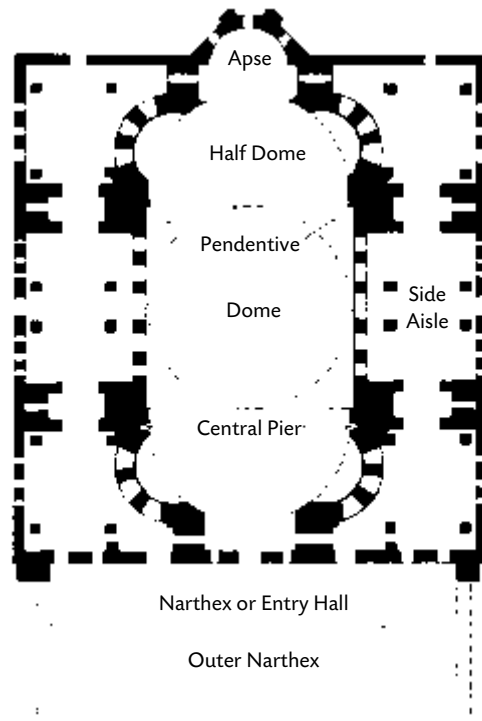 Apse
Half Dome
Pendentive
Dome
Side
Aisle
Central Pier
Narthex or Entry Hall
Outer Narthex